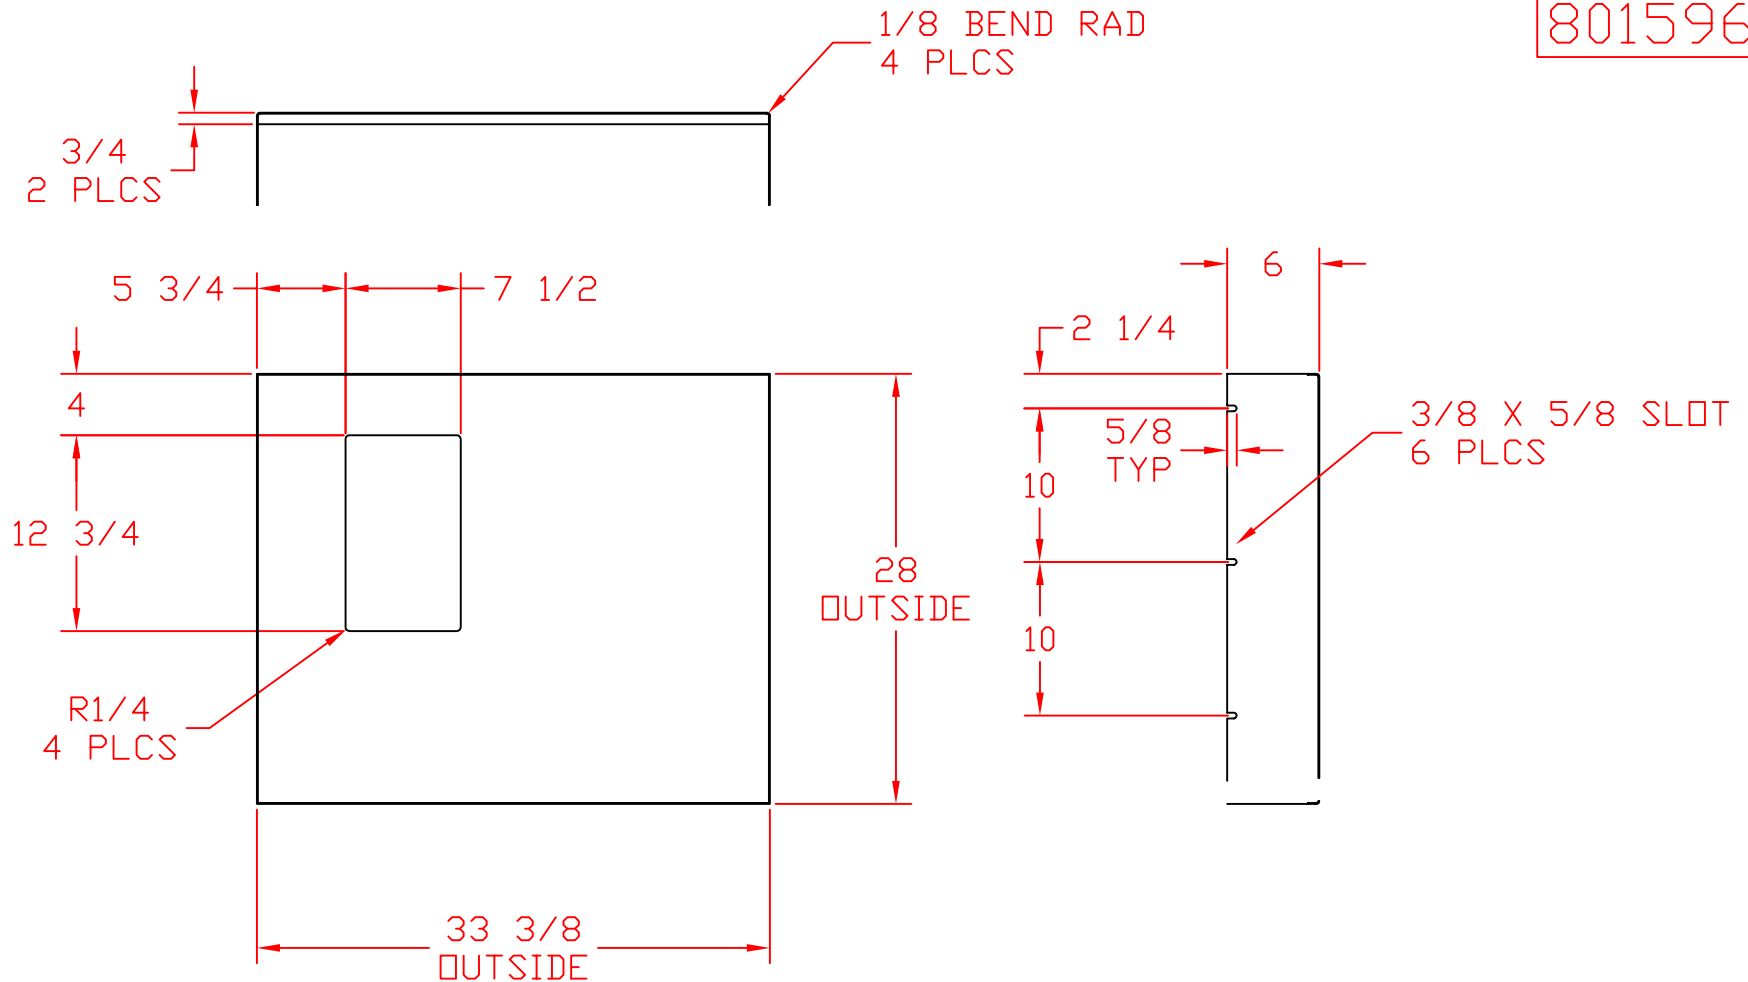 1/8 BEND RAD
4 PLCS
801596
3/4
2 PLCS
5 3/4
7 1/2
6
2 1/4
4
3/8 X 5/8 SLOT
6 PLCS
5/8
TYP
10
12 3/4
28
OUTSIDE
10
R1/4
4 PLCS
33 3/8
OUTSIDE